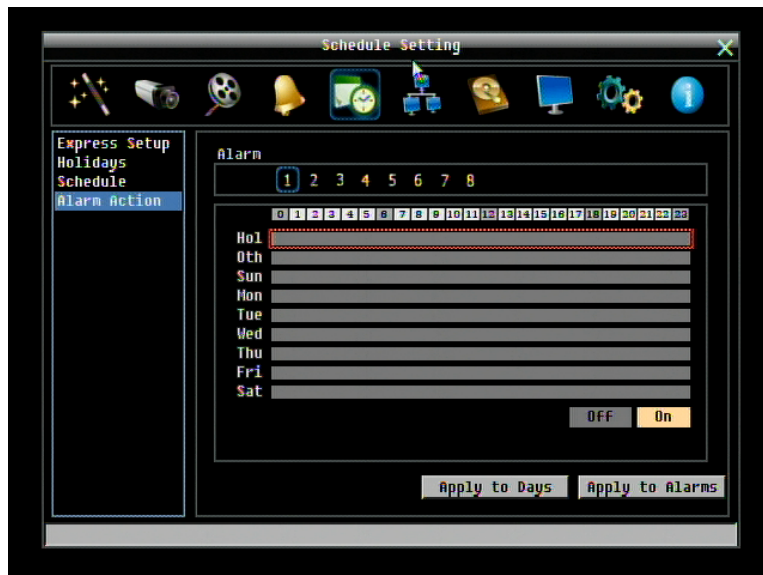 Schedule Setting
Express Setup
Holidays
Schedule
Alarm Action
Alarm
1 2 3 4 5 6 7 8
0 1 2 3 4 5 6 7 8 9 10 11 12 13 14 15 16 17 18 19 20 21 22 23
Hol
Oth
Sun
Mon
Tue
Wed
Thu
Fri
Sat
Off On
Apply to Days Apply to Alarms